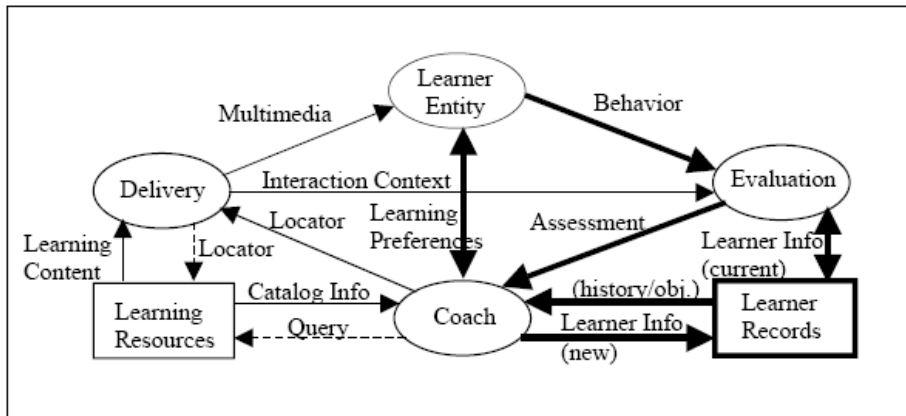 Learner
Entity
Multimedia
Behavior
Delivery
Interaction Context
Evaluation
Locator
Learning
Preferences
Assessment
Learning
Content
Locator
Learner Info
(current)
Catalog Info
(history/obj.)
Learning
Resources
Coach
Learner
Records
Query
Learner Info
(new)